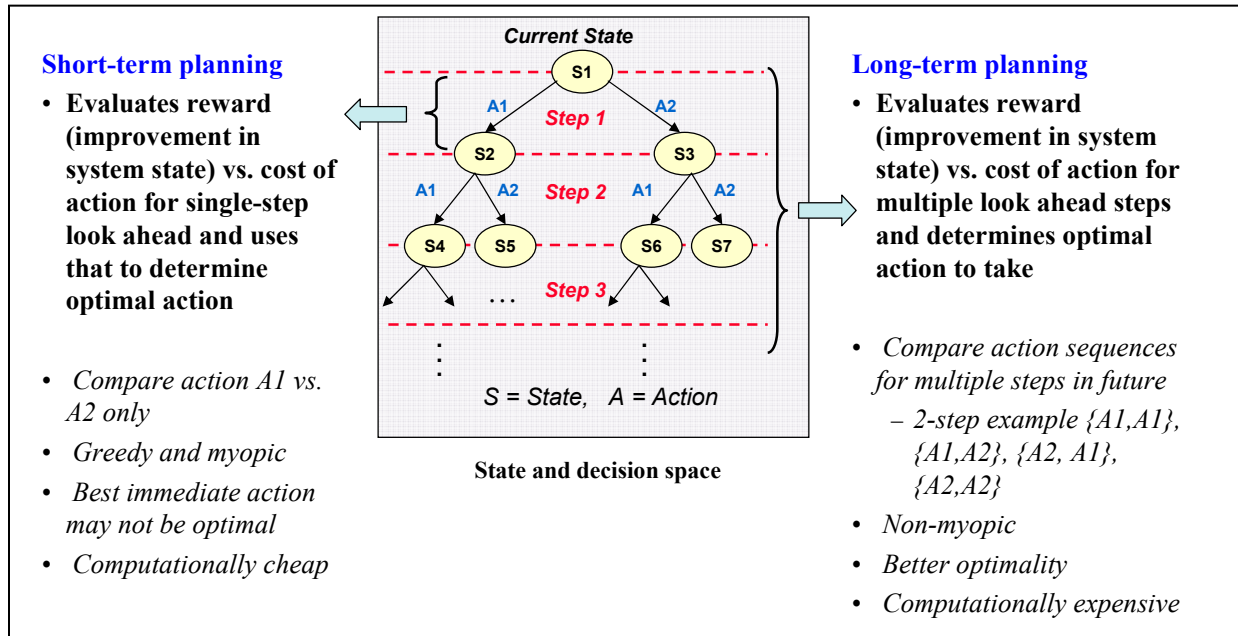 Short-term planning
• Evaluates reward
(improvement in
system state) vs. cost of
action for single-step
look ahead and uses
that to determine
optimal action
• Compare action A1 vs.
A2 only
• Greedy and myopic
• Best immediate action
may not be optimal
• Computationally cheap
Current State
S1
A1
Step 1
A2
S2
S3
A1
A2
Step 2
A1
A2
S4
S5
S6
S7
Step 3
...
S = State, A = Action
State and decision space
Long-term planning
• Evaluates reward
(improvement in system
state) vs. cost of action for
multiple look ahead steps
and determines optimal
action to take
• Compare action sequences
for multiple steps in future
– 2-step example {A1,A1},
{A1,A2}, {A2, A1},
{A2,A2}
• Non-myopic
• Better optimality
• Computationally expensive